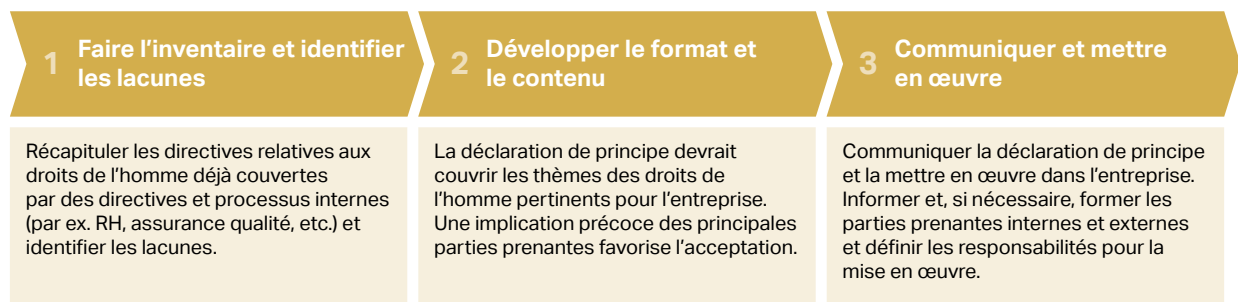 1
Faire l'inventaire et identifier
les lacunes
Récapituler les directives relatives aux
droits de l'homme déjà couvertes
par des directives et processus internes
(par ex. RH, assurance qualité, etc.) et
identifier les lacunes.
2
Développer le format et
le contenu
La déclaration de principe devrait
couvrir les thèmes des droits de
l'homme pertinents pour l'entreprise.
Une implication précoce des principales
parties prenantes favorise l'acceptation.
3
Communiquer et mettre
en œuvre
Communiquer la déclaration de principe
et la mettre en œuvre dans l'entreprise.
Informer et, si nécessaire, former les
parties prenantes internes et externes
et définir les responsabilités pour la
mise en œuvre.